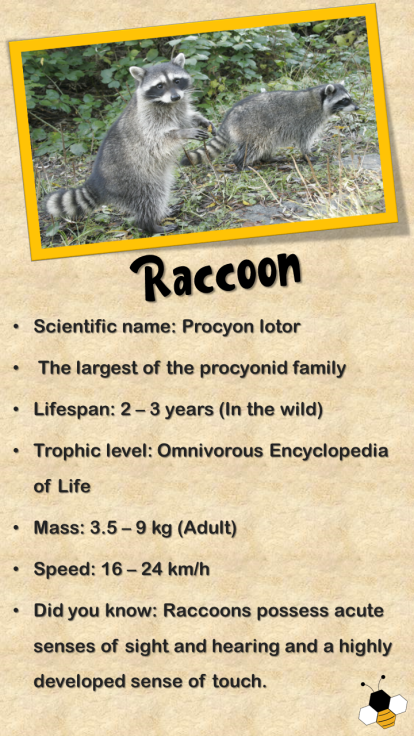 Raccoon
• Scientific name: Procyon lotor
• The largest of the procyonid family
• Lifespan: 2 – 3 years (In the wild)
• Trophic level: Omnivorous Encyclopedia
of Life
• Mass: 3.5 – 9 kg (Adult)
• Speed: 16 – 24 km/h
• Did you know: Raccoons possess acute
senses of sight and hearing and a highly
developed sense of touch.